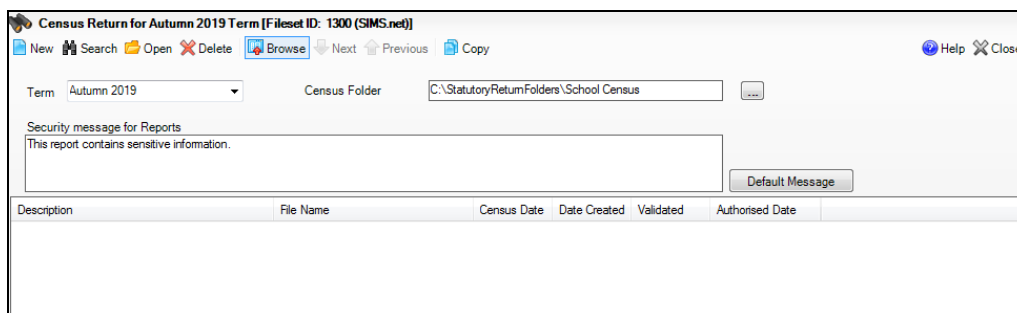 Census Return for Autumn 2019 Term [Fileset ID: 1300 (SIMS.net)]
New Search Open Delete Browse Next Previous Copy Help Close
Term Autumn 2019 Census Folder C:\StatutoryReturnFolders\School Census ...
Security message for Reports
This report contains sensitive information.
Default Message
Description File Name Census Date Date Created Validated Authorised Date